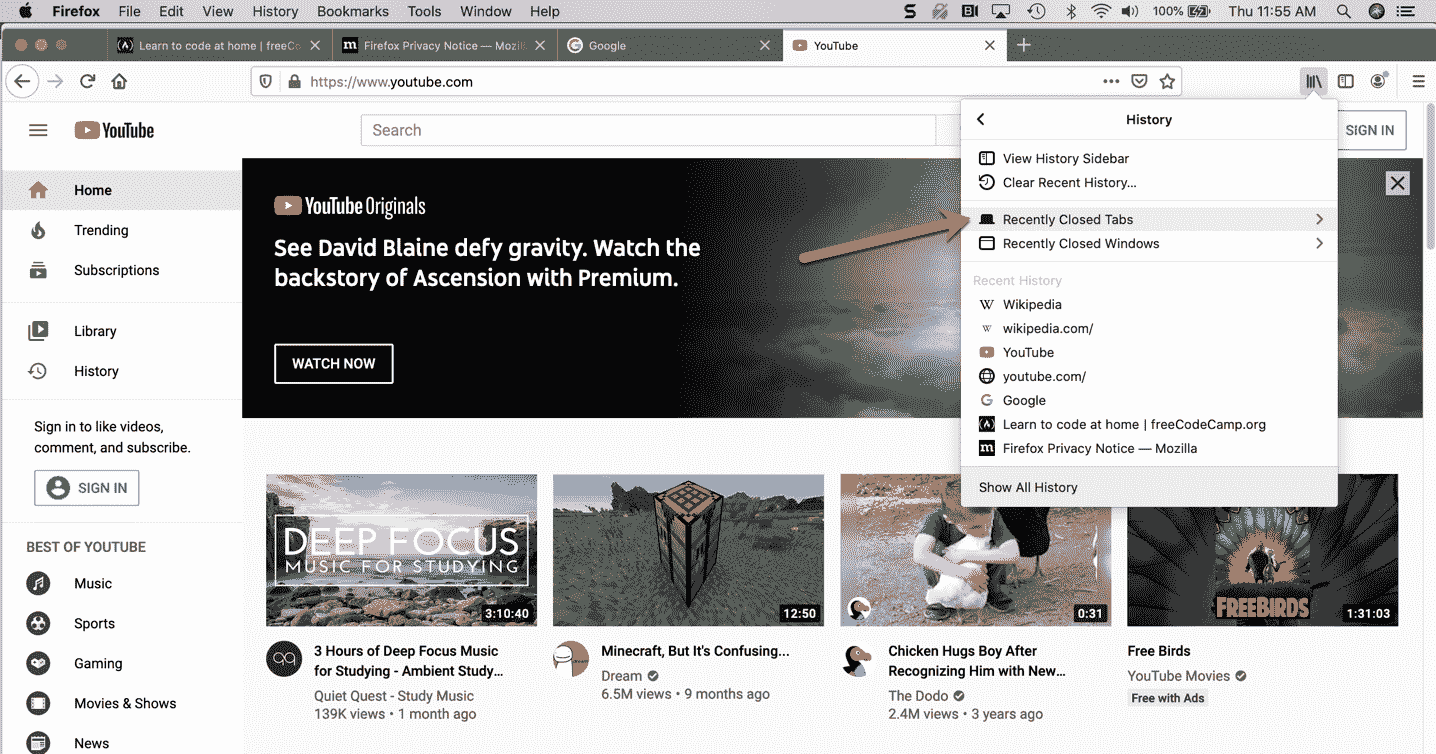 Firefox File Edit View History Bookmarks Tools Window Help 100% Thu 11:55 AM
Learn to code at home | freeCo
Firefox Privacy Notice — Mozil
Google
YouTube
https://www.youtube.com
YouTube
Search
SIGN IN
Home
Trending
Subscriptions
Library
History
Sign in to like videos,
comment, and subscribe.
SIGN IN
BEST OF YOUTUBE
Music
Sports
Gaming
Movies & Shows
News
YouTube Originals
See David Blaine defy gravity. Watch the
backstory of Ascension with Premium.
WATCH NOW
History
View History Sidebar
Clear Recent History...
Recently Closed Tabs
Recently Closed Windows
Recent History
Wikipedia
wikipedia.com/
YouTube
youtube.com/
Google
Learn to code at home | freeCodeCamp.org
Firefox Privacy Notice — Mozilla
Show All History
DEEP FOCUS
MUSIC FOR STUDYING
3:10:40
3 Hours of Deep Focus Music
for Studying - Ambient Study...
Quiet Quest - Study Music
139K views • 1 month ago
12:50
Minecraft, But It's Confusing...
Dream
6.5M views • 9 months ago
0:31
Chicken Hugs Boy After
Recognizing Him with New...
The Dodo
2.4M views • 3 years ago
FREEBIRDS
1:31:03
Free Birds
YouTube Movies
Free with Ads